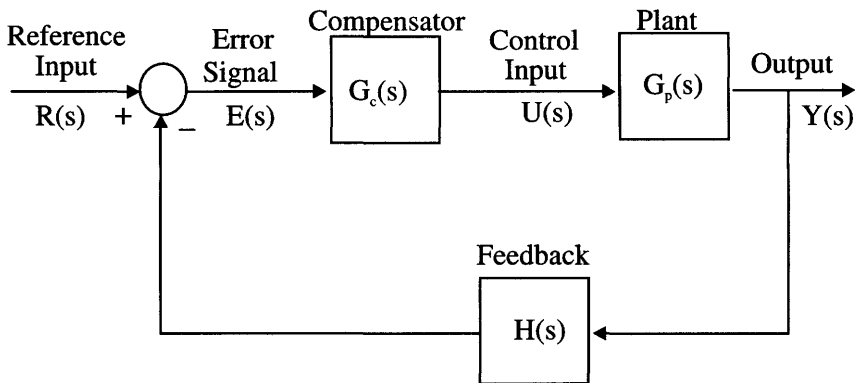 Reference
Input
R(s)
+
−
Error
Signal
E(s)
Compensator
G_c(s)
Control
Input
U(s)
Plant
G_p(s)
Output
Y(s)
Feedback
H(s)